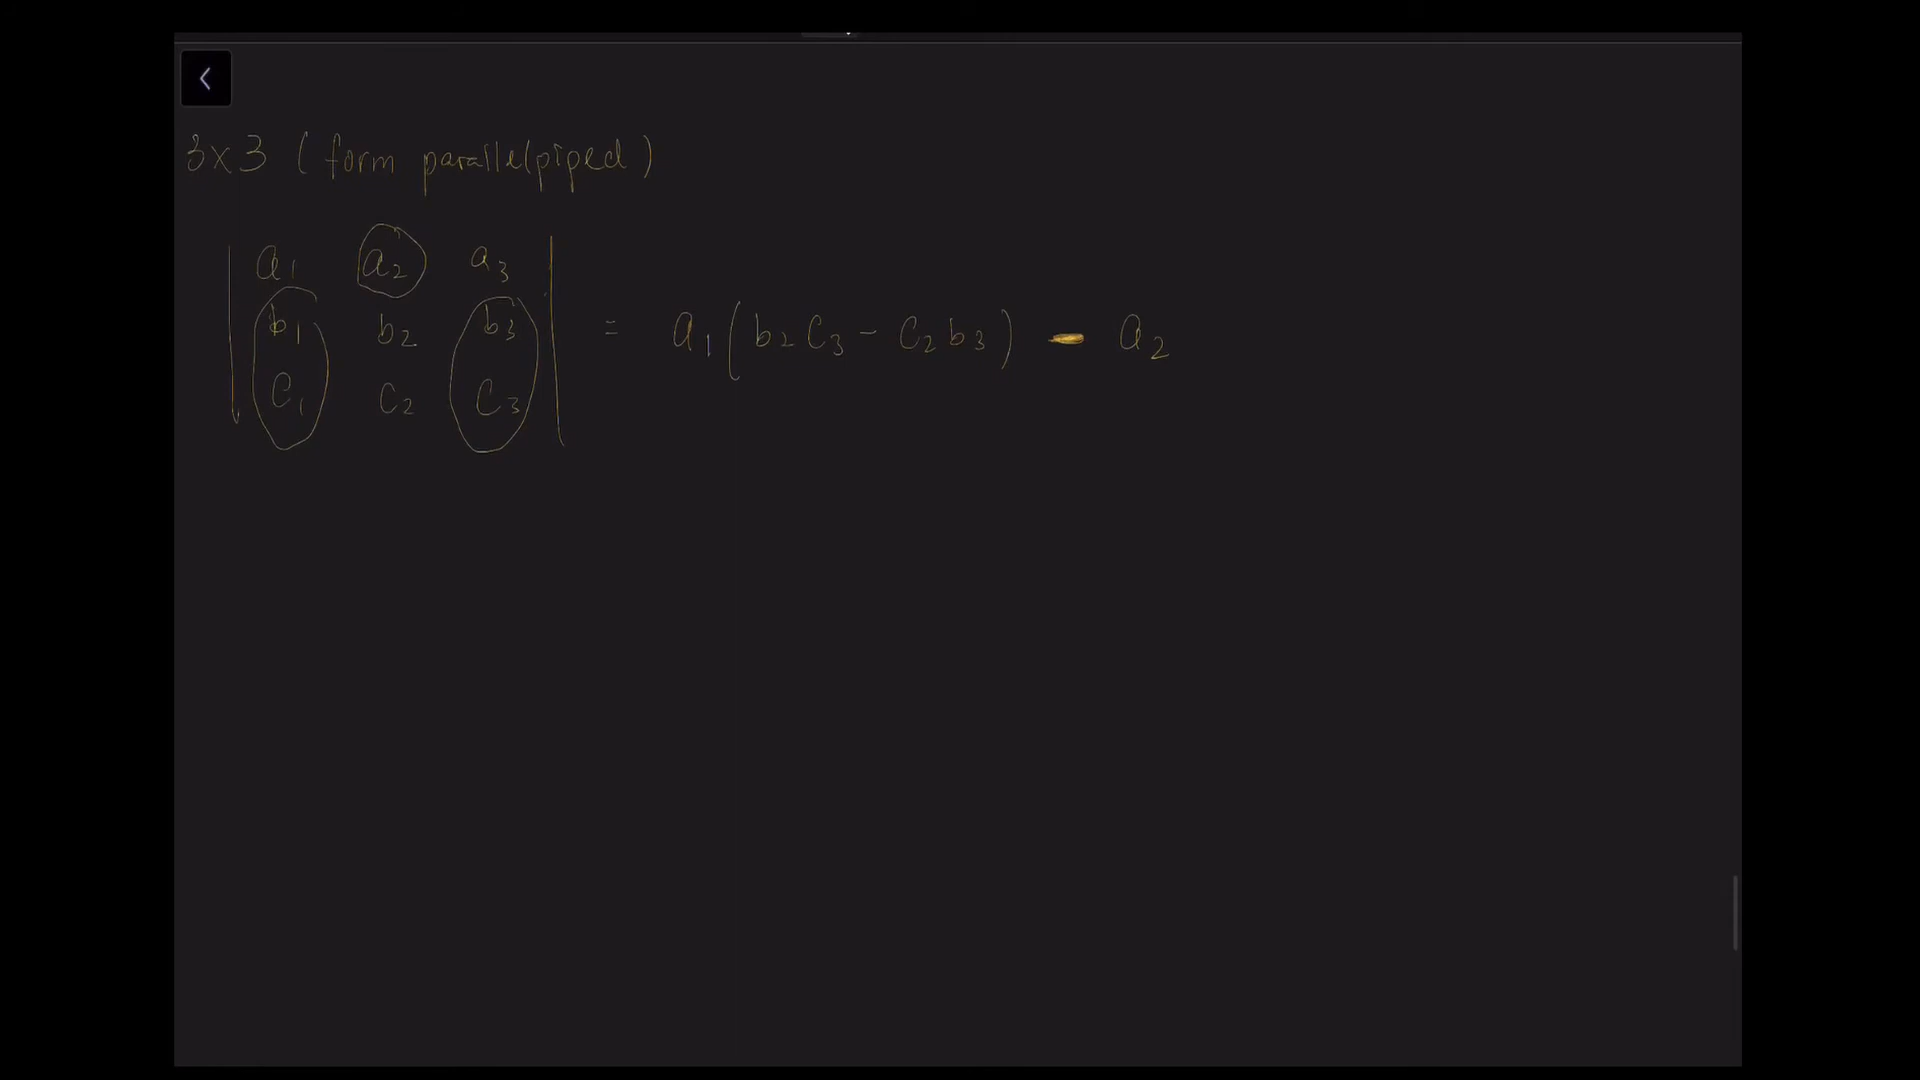 3x3 (form parallelpiped)
| a₁ a₂ a₃ |
| b₁ b₂ b₃ | = a₁(b₂c₃ - c₂b₃) - a₂
| c₁ c₂ c₃ |